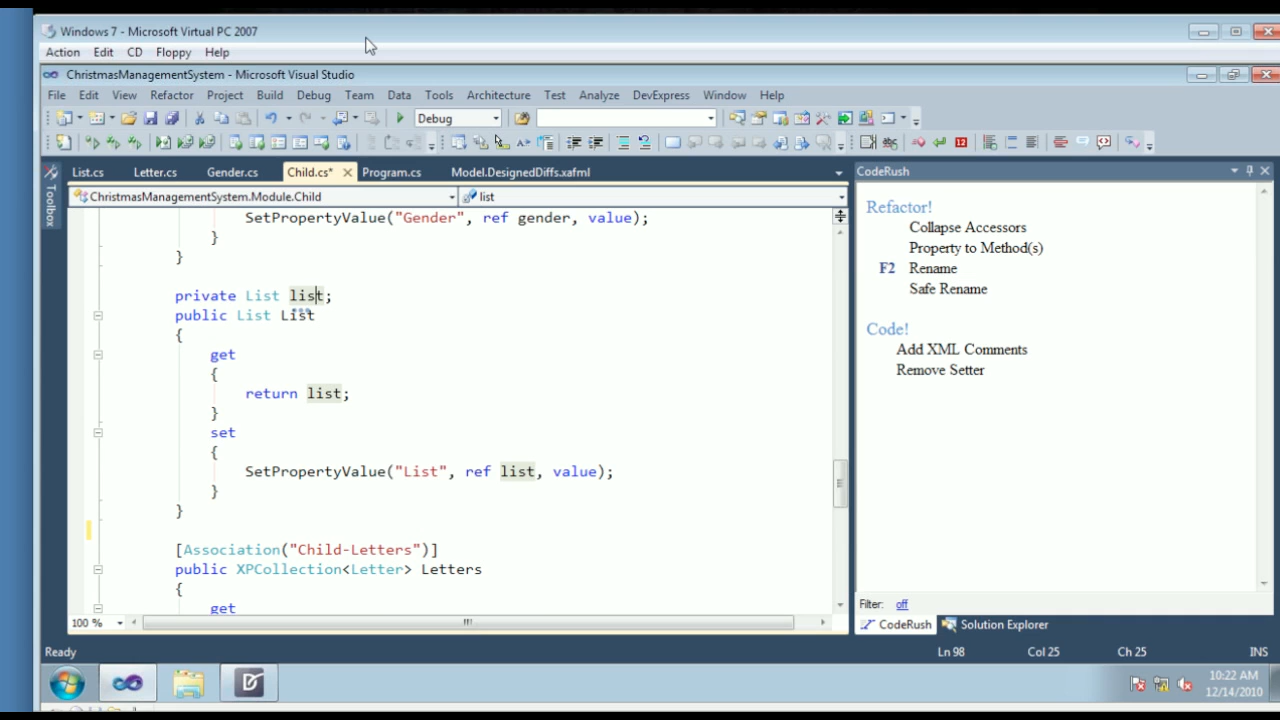 Windows 7 - Microsoft Virtual PC 2007
Action Edit CD Floppy Help
ChristmasManagementSystem - Microsoft Visual Studio
File Edit View Refactor Project Build Debug Team Tools Architecture Test Analyze DevExpress Window Help
Debug
12
List.cs Letter.cs Gender.cs Child.cs* Program.cs Model.DesignedDiffs.xafml
CodeRush
Toolbox
ChristmasManagementSystem.Module.Child list
SetPropertyValue("Gender", ref gender, value);
}
}
private List list;
public List List
{
get
{
return list;
}
set
{
SetPropertyValue("List", ref list, value);
}
}
[Association("Child-Letters")]
public XPCollection<Letter> Letters
{
get
100 %
Refactor!
Collapse Accessors
Property to Method(s)
F2 Rename
Safe Rename
Code!
Add XML Comments
Remove Setter
Filter: off
CodeRush Solution Explorer
Ready Ln 98 Col 25 Ch 25 INS
10:22 AM
12/14/2010